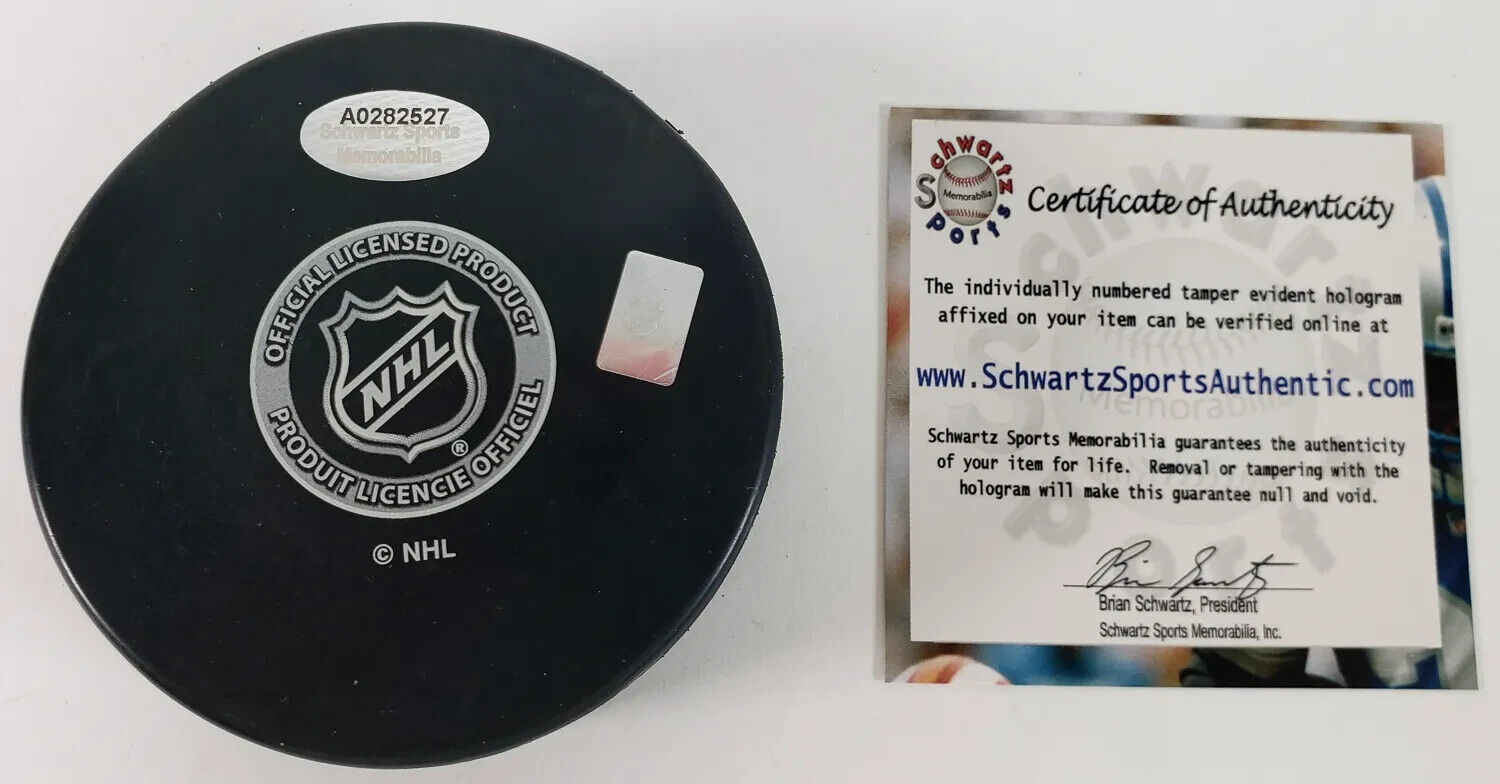 A0282527
Schwartz Sports
Memorabilia
OFFICIAL LICENSED PRODUCT
NHL
®
PRODUIT LICENCIE OFFICIEL
© NHL
Schwartz
Sports
Memorabilia
Certificate of Authenticity
The individually numbered tamper evident hologram
affixed on your item can be verified online at
www.SchwartzSportsAuthentic.com
Schwartz Sports Memorabilia guarantees the authenticity
of your item for life. Removal or tampering with the
hologram will make this guarantee null and void.
Brian Schwartz, President
Schwartz Sports Memorabilia, Inc.